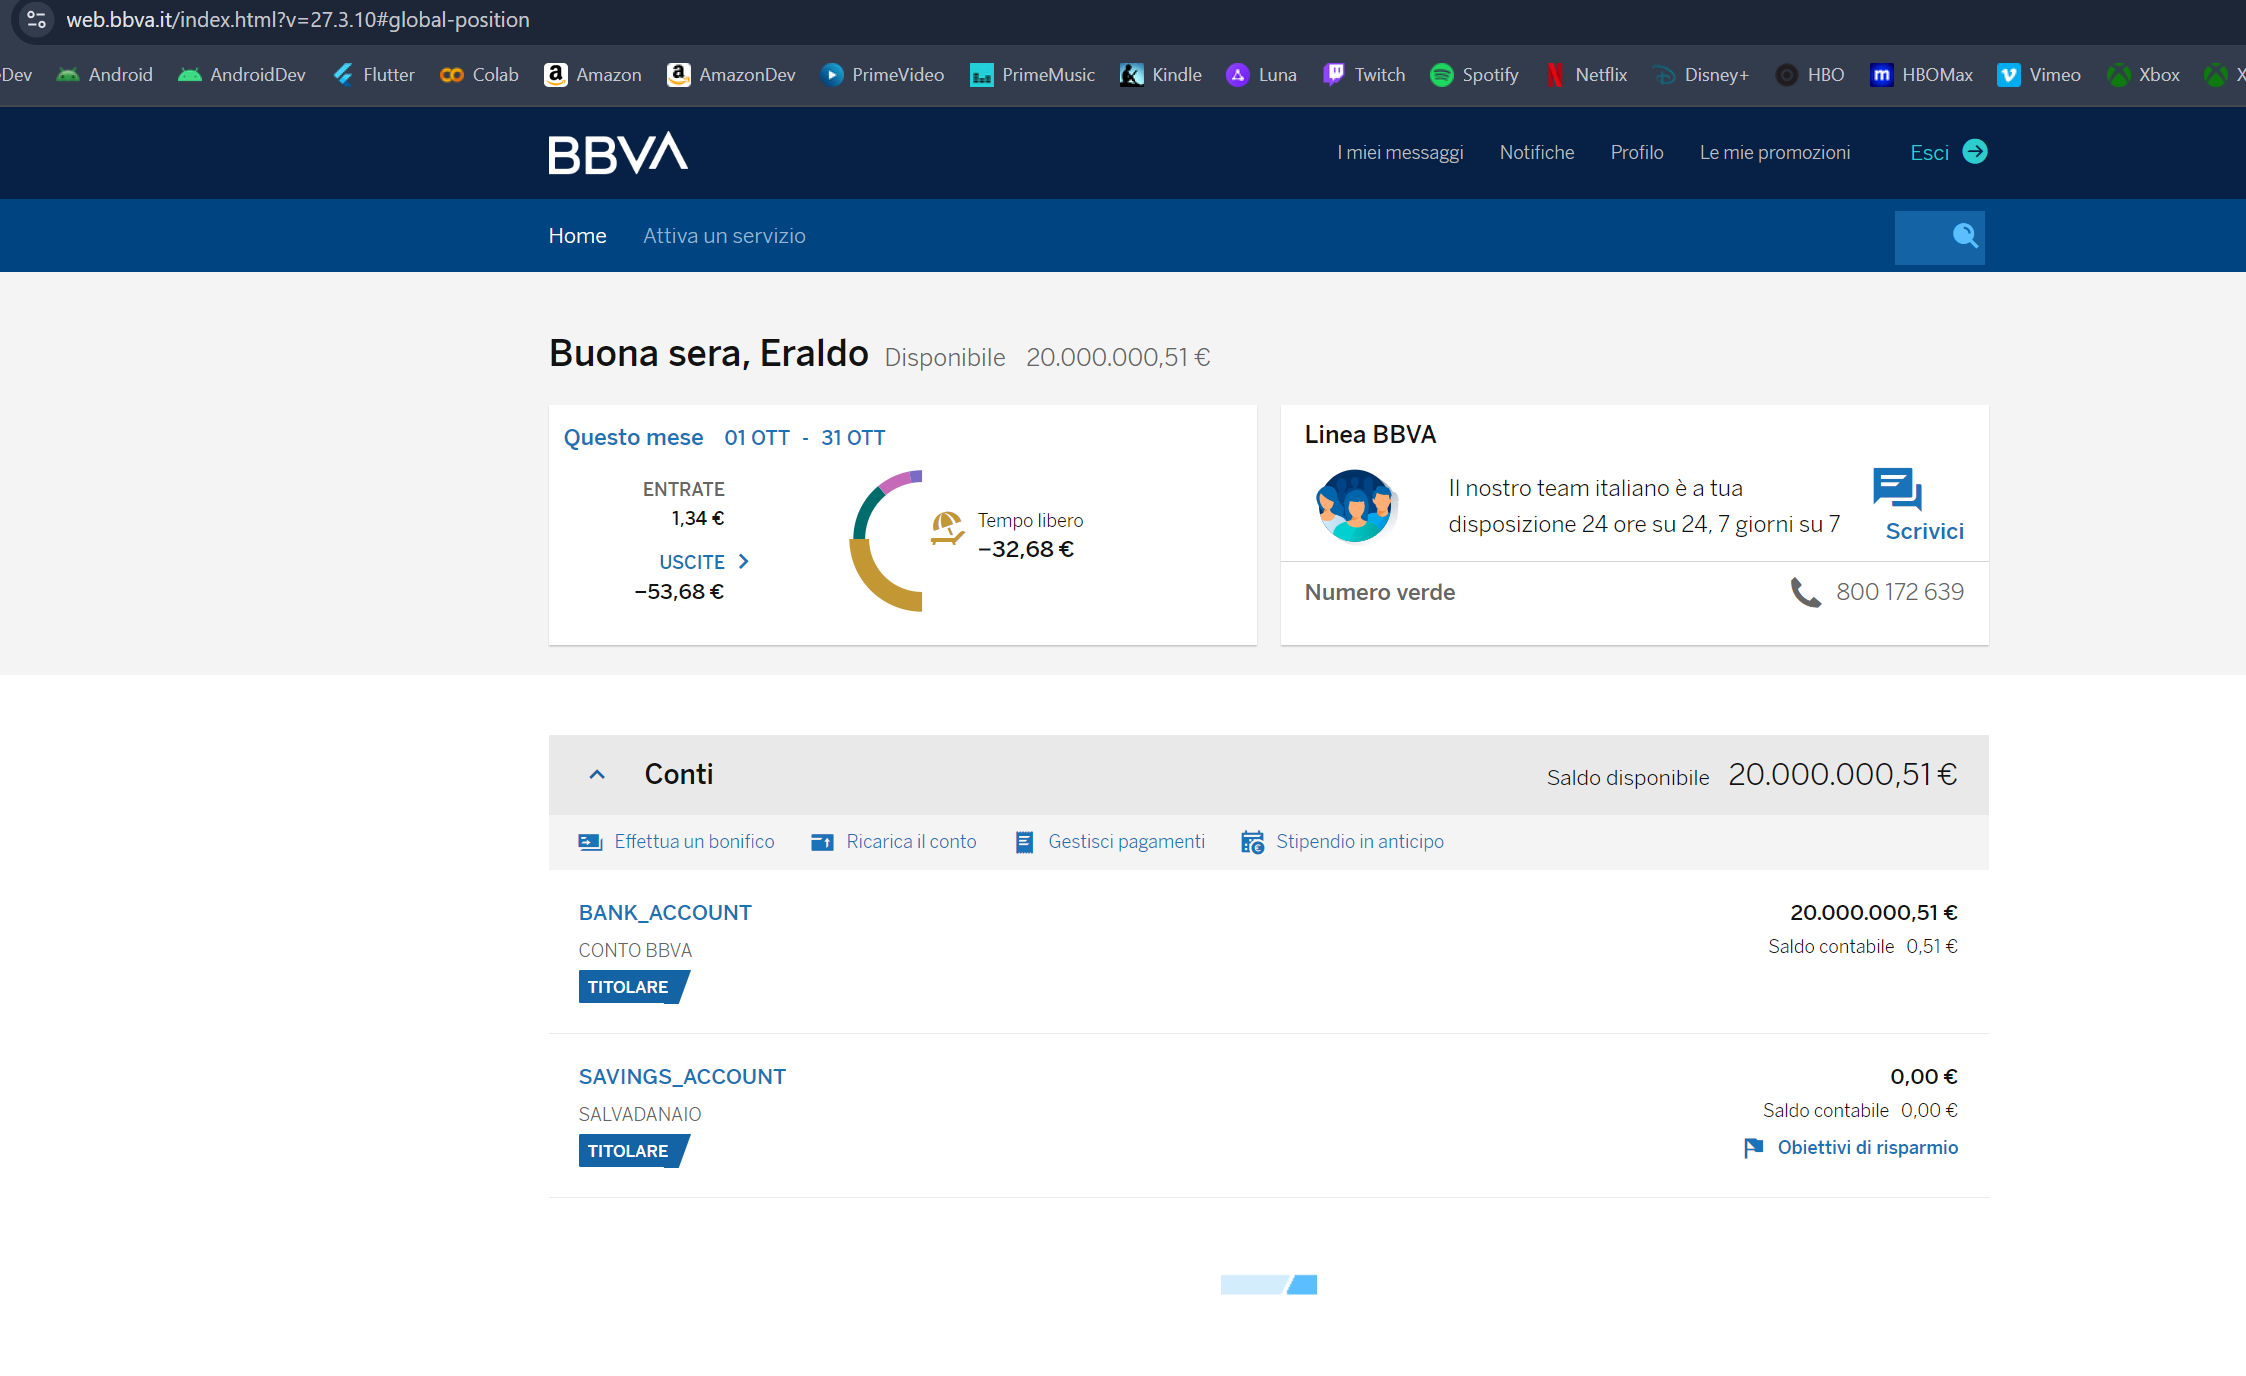 web.bbva.it/index.html?v=27.3.10#global-position
Dev Android AndroidDev Flutter Colab Amazon AmazonDev PrimeVideo PrimeMusic Kindle Luna Twitch Spotify Netflix Disney+ HBO HBOMax Vimeo Xbox X
BBVA
I miei messaggi Notifiche Profilo Le mie promozioni Esci
Home Attiva un servizio
Buona sera, Eraldo Disponibile 20.000.000,51 €
Questo mese 01 OTT - 31 OTT
ENTRATE
1,34 €
USCITE
−53,68 €
Tempo libero
−32,68 €
Linea BBVA
Il nostro team italiano è a tua
disposizione 24 ore su 24, 7 giorni su 7
Scrivici
Numero verde 800 172 639
Conti Saldo disponibile 20.000.000,51 €
Effettua un bonifico Ricarica il conto Gestisci pagamenti Stipendio in anticipo
BANK_ACCOUNT 20.000.000,51 €
CONTO BBVA Saldo contabile 0,51 €
TITOLARE
SAVINGS_ACCOUNT 0,00 €
SALVADANAIO Saldo contabile 0,00 €
TITOLARE Obiettivi di risparmio